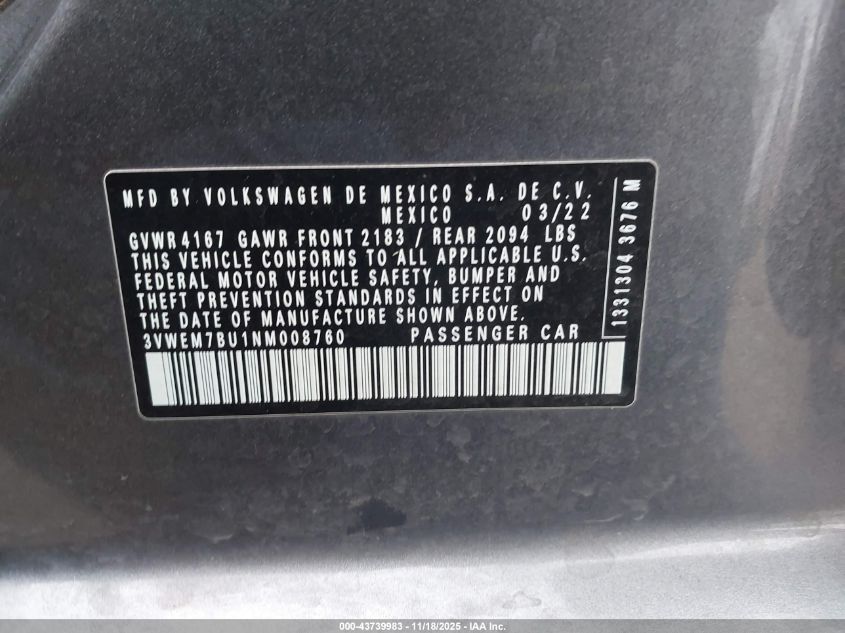 MFD BY VOLKSWAGEN DE MEXICO S.A. DE C.V.
MEXICO 03/22
GVWR 4167 GAWR FRONT 2183 / REAR 2094 LBS
THIS VEHICLE CONFORMS TO ALL APPLICABLE U.S.
FEDERAL MOTOR VEHICLE SAFETY, BUMPER AND
THEFT PREVENTION STANDARDS IN EFFECT ON
THE DATE OF MANUFACTURE SHOWN ABOVE.
3VWEM7BU1NM008760 PASSENGER CAR
1331304 3676 M
000-43739983 - 11/18/2025 - IAA Inc.